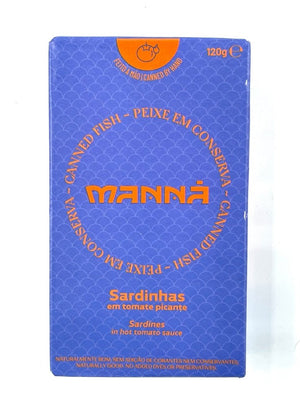 FEITO À MÃO | CANNED BY HAND
120g ℮
CANNED FISH – PEIXE EM CONSERVA – CANNED FISH – PEIXE EM CONSERVA –
MANNÁ
Sardinhas
em tomate picante
Sardines
in hot tomato sauce
NATURALMENTE BOM, SEM ADIÇÃO DE CORANTES NEM CONSERVANTES.
NATURALLY GOOD, NO ADDED DYES OR PRESERVATIVES.